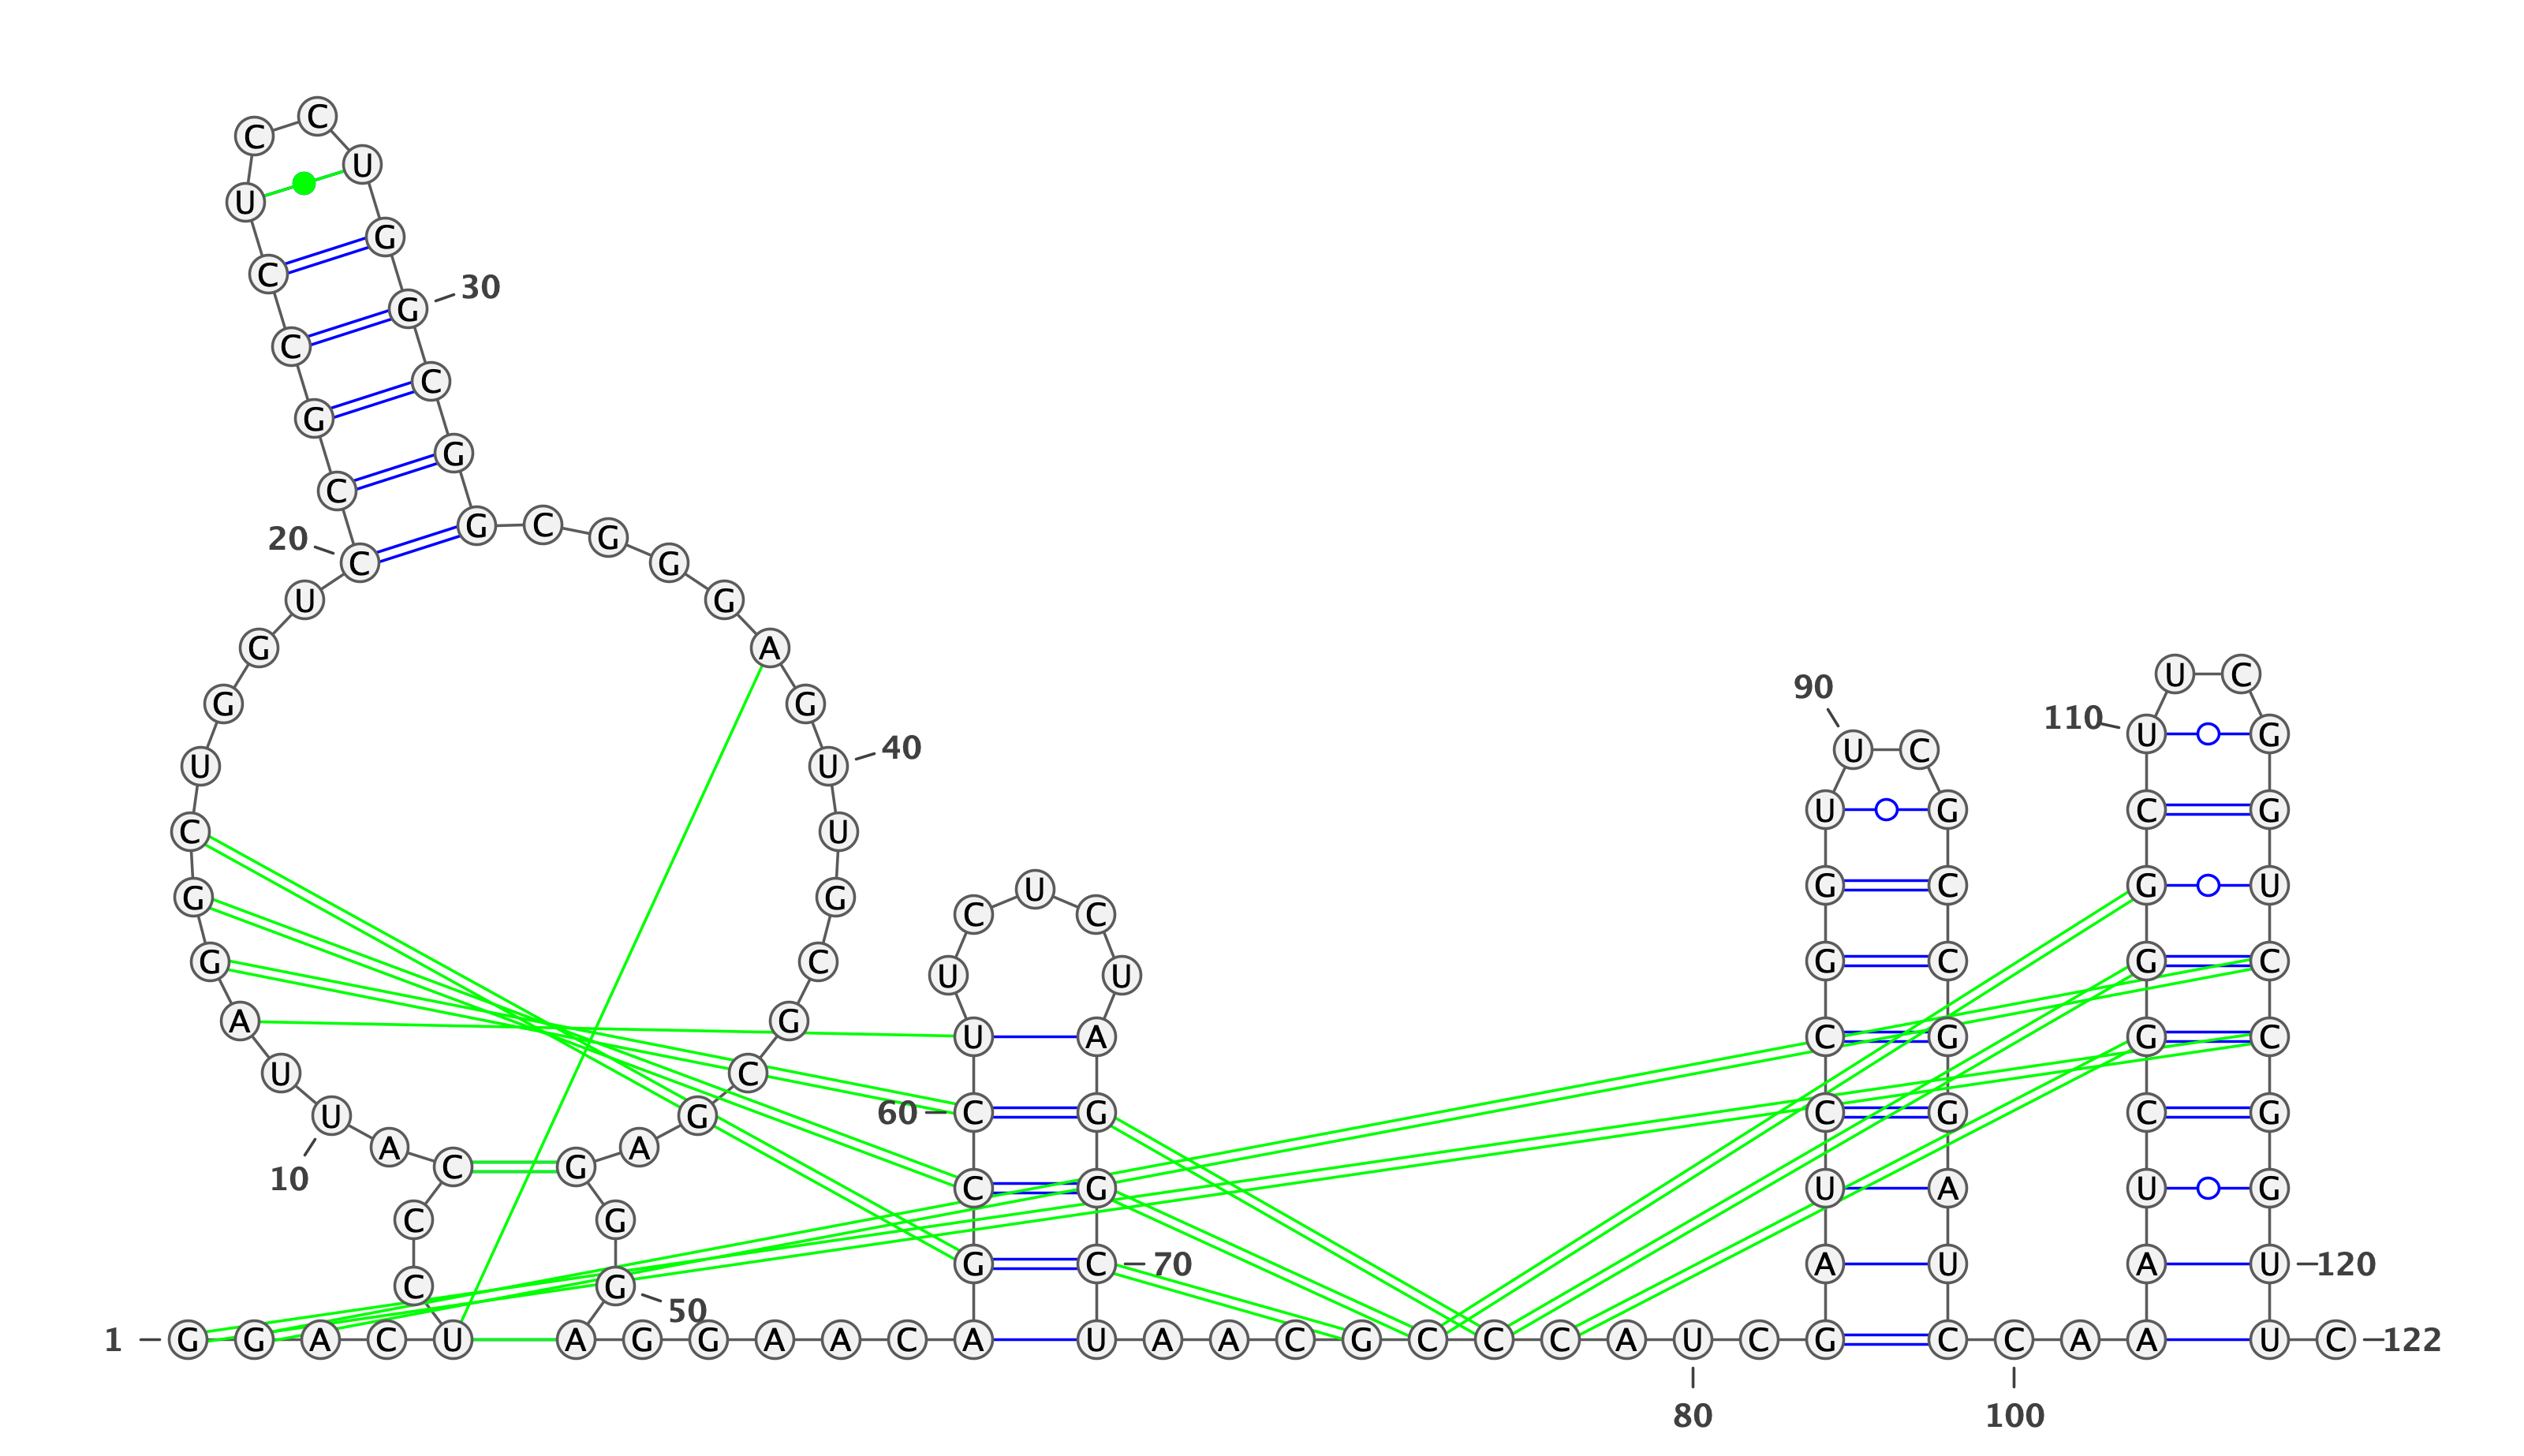 C
C
U
U
G
C
30
G
C
C
G
G
C
G C G
20
C G
U G
G A
U C
90
G G
110 U G
40 U C
U U
U G C G
C U
U
G C G U
G G
C C
G C G C G C
U U
A G
U A C G G C
U C
U G 60 C G C G C G
A A
C G
10
C G U A U G
C G
G C 70 A U A U 120
C G
50
1 G G A C U A G G A A C A U A A C G C C C A U C G C C A A U C 122
80 100